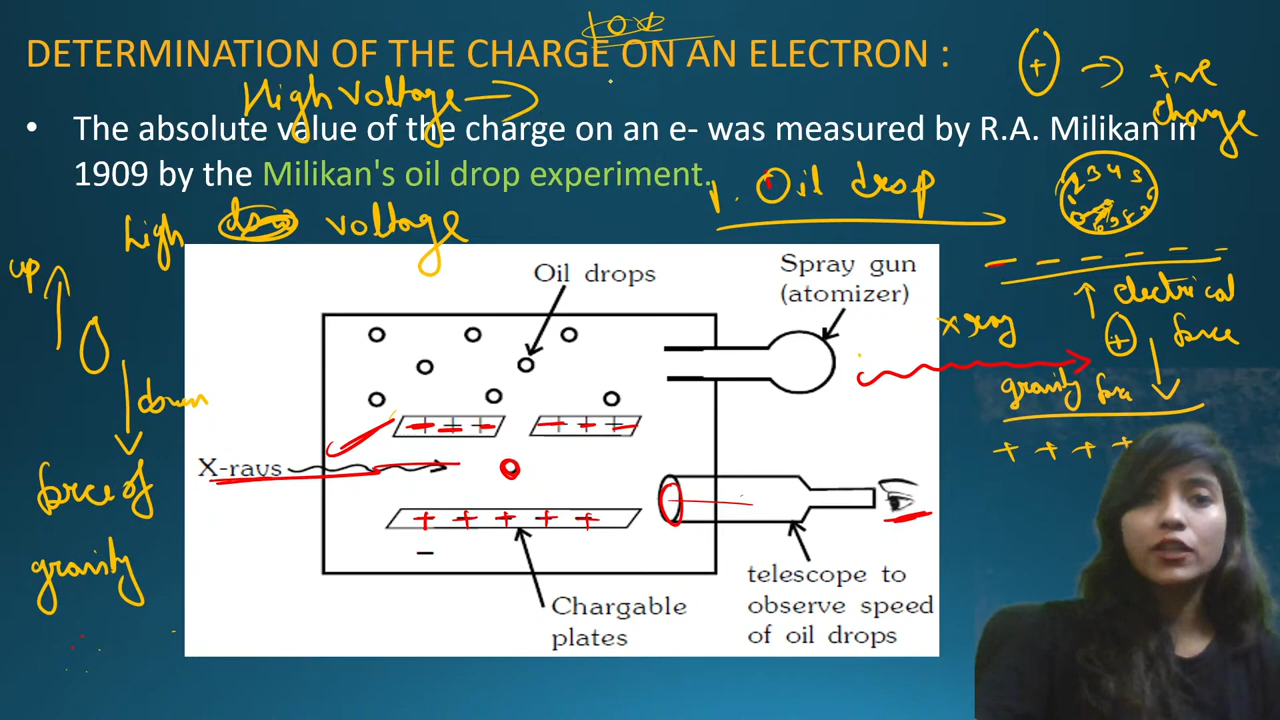 DETERMINATION OF THE CHARGE ON AN ELECTRON :
+ → +ve
charge
High voltage →
• The absolute value of the charge on an e- was measured by R.A. Milikan in
1909 by the Milikan's oil drop experiment.
1. Oil drop
high voltage
up
down
force of
gravity
Oil drops
Spray gun
(atomizer)
X-rays
Chargable
plates
telescope to
observe speed
of oil drops
- - - - - -
electrical
force
+
x ray
gravity force
+ + + +
+ + + + +
-